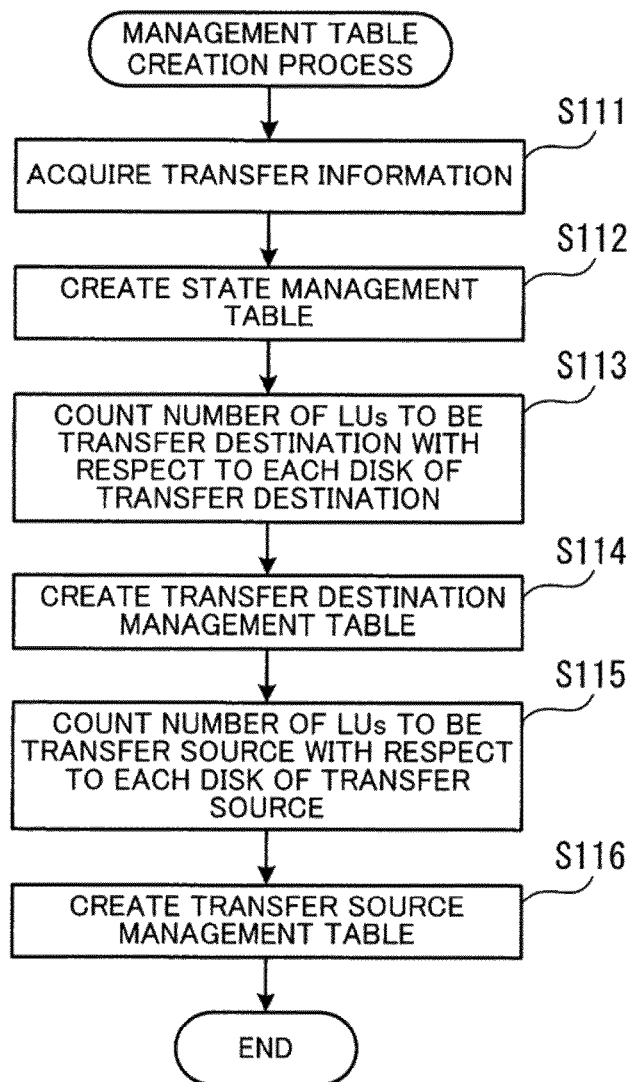 MANAGEMENT TABLE
CREATION PROCESS
S111
ACQUIRE TRANSFER INFORMATION
S112
CREATE STATE MANAGEMENT
TABLE
S113
COUNT NUMBER OF LUs TO BE
TRANSFER DESTINATION WITH
RESPECT TO EACH DISK OF
TRANSFER DESTINATION
S114
CREATE TRANSFER DESTINATION
MANAGEMENT TABLE
S115
COUNT NUMBER OF LUs TO BE
TRANSFER SOURCE WITH RESPECT
TO EACH DISK OF TRANSFER
SOURCE
S116
CREATE TRANSFER SOURCE
MANAGEMENT TABLE
END